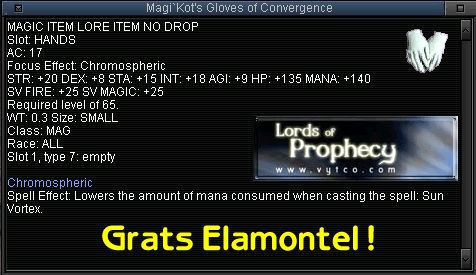 Magi`Kot's Gloves of Convergence
MAGIC ITEM LORE ITEM NO DROP
Slot: HANDS
AC: 17
Focus Effect: Chromospheric
STR: +20 DEX: +8 STA: +15 INT: +18 AGI: +9 HP: +135 MANA: +140
SV FIRE: +25 SV MAGIC: +25
Required level of 65.
WT: 0.3 Size: SMALL
Class: MAG
Race: ALL
Slot 1, type 7: empty
Lords of
Prophecy
www.vytco.com
Chromospheric
Spell Effect: Lowers the amount of mana consumed when casting the spell: Sun
Vortex.
Grats Elamontel !